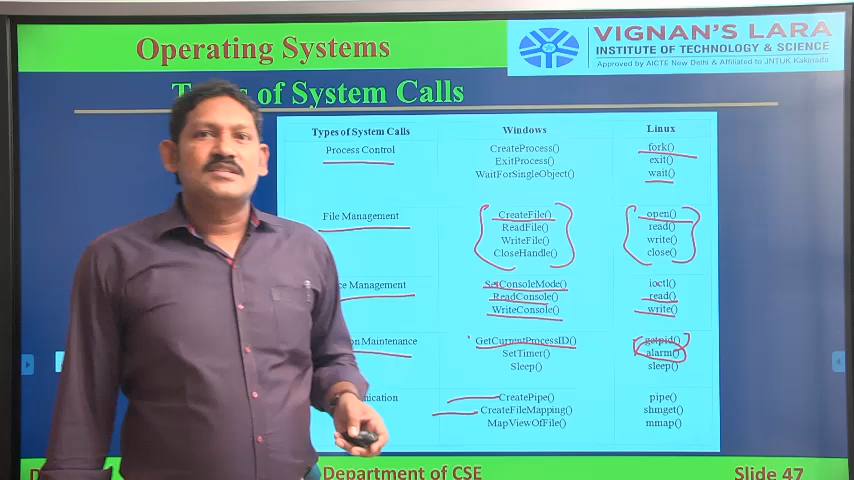 Operating Systems
VIGNAN'S LARA
INSTITUTE OF TECHNOLOGY & SCIENCE
Approved by AICTE New Delhi & Affiliated to JNTUK Kakinada
of System Calls
Types of System Calls Windows Linux
Process Control CreateProcess() fork()
ExitProcess() exit()
WaitForSingleObject() wait()
File Management CreateFile() open()
ReadFile() read()
WriteFile() write()
CloseHandle() close()
Management SetConsoleMode() ioctl()
ReadConsole() read()
WriteConsole() write()
Maintenance GetCurrentProcessID() getpid()
SetTimer() alarm()
Sleep() sleep()
CreatePipe() pipe()
CreateFileMapping() shmget()
MapViewOfFile() mmap()
Department of CSE
Slide 47